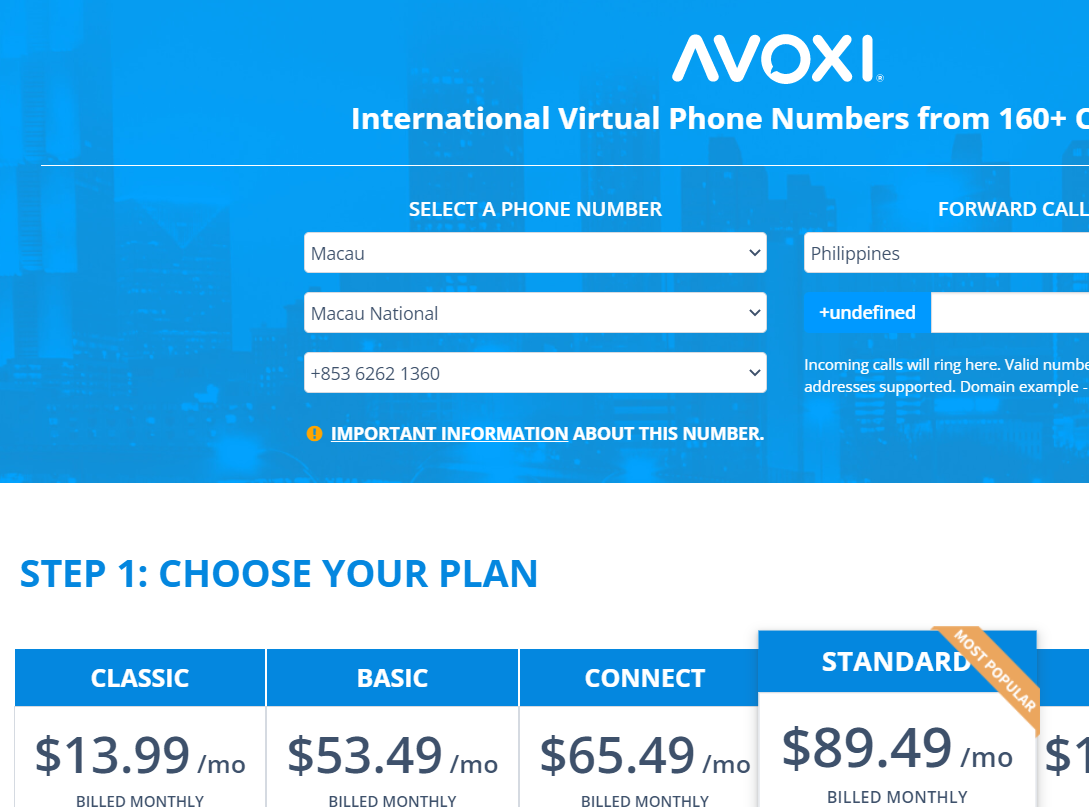 AVOXI®
International Virtual Phone Numbers from 160+
SELECT A PHONE NUMBER
FORWARD CALL
Macau
Philippines
Macau National
+undefined
+853 6262 1360
Incoming calls will ring here. Valid numbe
addresses supported. Domain example -
IMPORTANT INFORMATION ABOUT THIS NUMBER.
STEP 1: CHOOSE YOUR PLAN
CLASSIC
BASIC
CONNECT
STANDARD
MOST POPULAR
$13.99 /mo
$53.49 /mo
$65.49 /mo
$89.49 /mo
$1
BILLED MONTHLY
BILLED MONTHLY
BILLED MONTHLY
BILLED MONTHLY